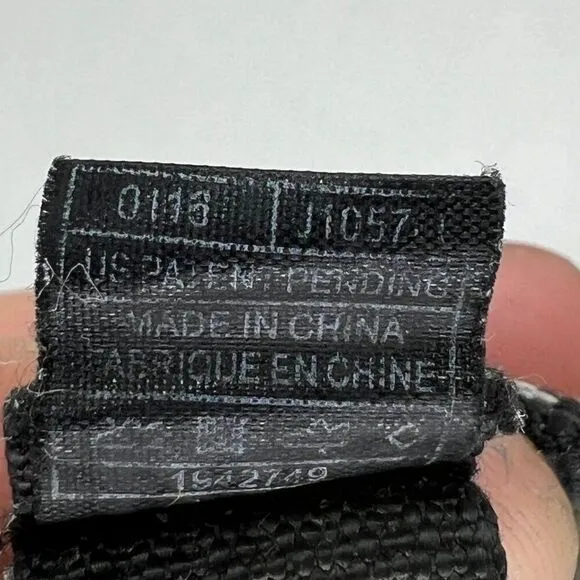 0116 J1057
US PATENT PENDING
MADE IN CHINA
FABRIQUE EN CHINE
1942749